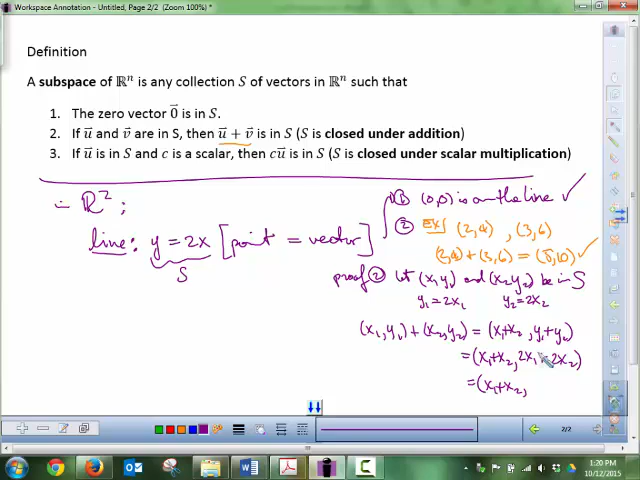 Workspace Annotation - Untitled, Page 2/2 (Zoom 100%) *
Definition
A subspace of ℝⁿ is any collection S of vectors in ℝⁿ such that
1. The zero vector 0⃗ is in S.
2. If u⃗ and v⃗ are in S, then u⃗ + v⃗ is in S (S is closed under addition)
3. If u⃗ is in S and c is a scalar, then cu⃗ is in S (S is closed under scalar multiplication)
ℝ²;
line: y = 2x [point = vector]
S
① (0,0) is on the line ✓
② Ex) (2,4) , (3,6)
(2,4) + (3,6) = (5,10) ✓
proof ② Let (x₁,y₁) and (x₂,y₂) be in S
y₁ = 2x₁ y₂ = 2x₂
(x₁,y₁) + (x₂,y₂) = (x₁+x₂, y₁+y₂)
= (x₁+x₂, 2x₁+2x₂)
= (x₁+x₂,
2/2
1:20 PM
10/12/2015